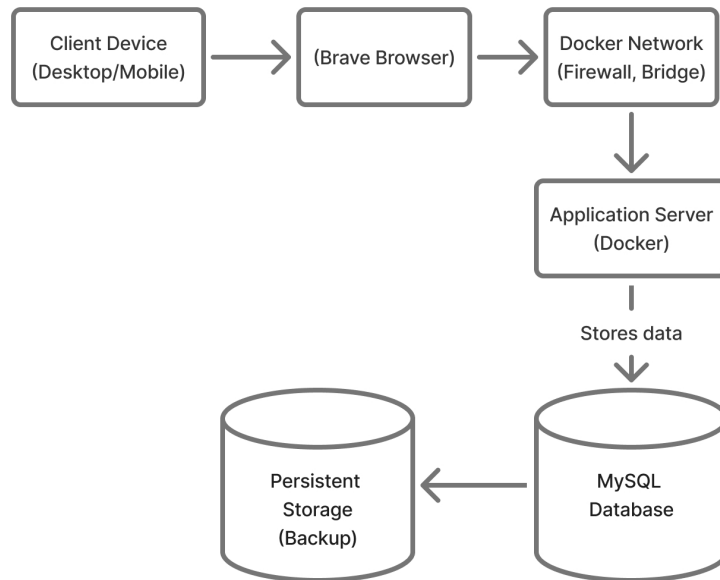 Client Device
(Desktop/Mobile)
(Brave Browser)
Docker Network
(Firewall, Bridge)
Application Server
(Docker)
Stores data
Persistent
Storage
(Backup)
MySQL
Database